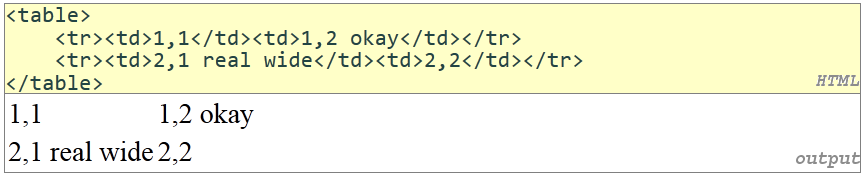 <table>
    <tr><td>1,1</td><td>1,2 okay</td></tr>
    <tr><td>2,1 real wide</td><td>2,2</td></tr>
</table>
HTML
1,1 1,2 okay
2,1 real wide 2,2
output